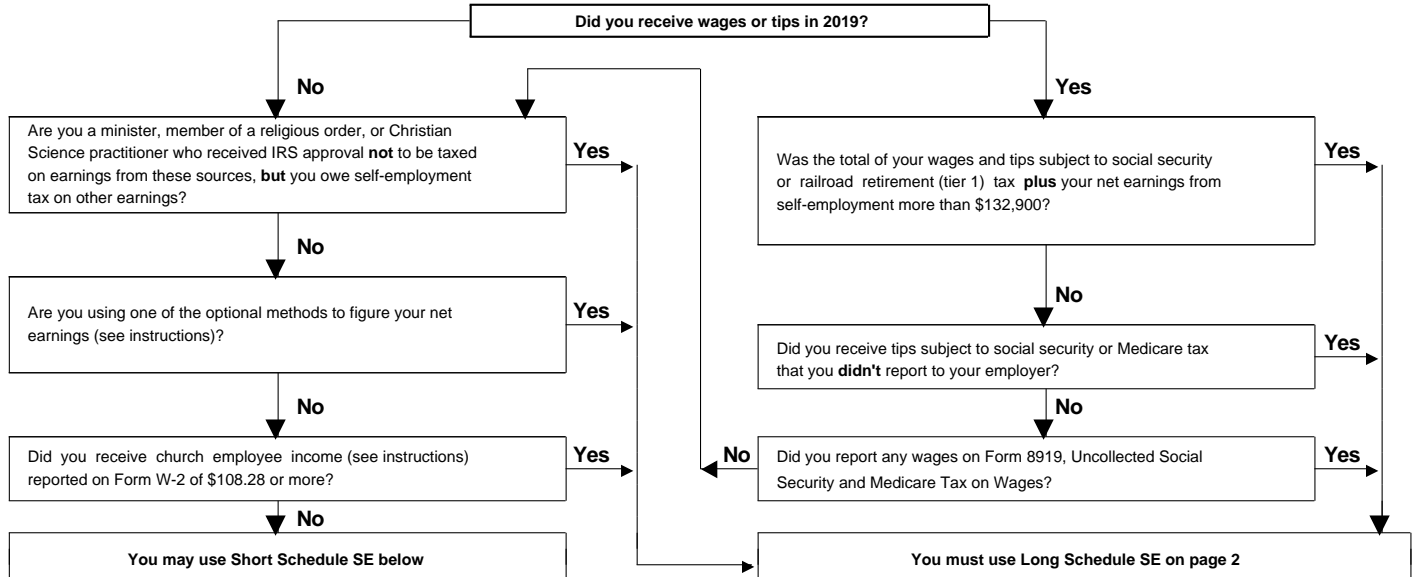 Did you receive wages or tips in 2019?
No
Yes
Are you a minister, member of a religious order, or Christian
Science practitioner who received IRS approval not to be taxed
on earnings from these sources, but you owe self-employment
tax on other earnings?
Yes
Was the total of your wages and tips subject to social security
or railroad retirement (tier 1) tax plus your net earnings from
self-employment more than $132,900?
Yes
No
No
Are you using one of the optional methods to figure your net
earnings (see instructions)?
Yes
Did you receive tips subject to social security or Medicare tax
that you didn't report to your employer?
Yes
No
No
Did you receive church employee income (see instructions)
reported on Form W-2 of $108.28 or more?
Yes
No
Did you report any wages on Form 8919, Uncollected Social
Security and Medicare Tax on Wages?
Yes
No
You may use Short Schedule SE below
You must use Long Schedule SE on page 2